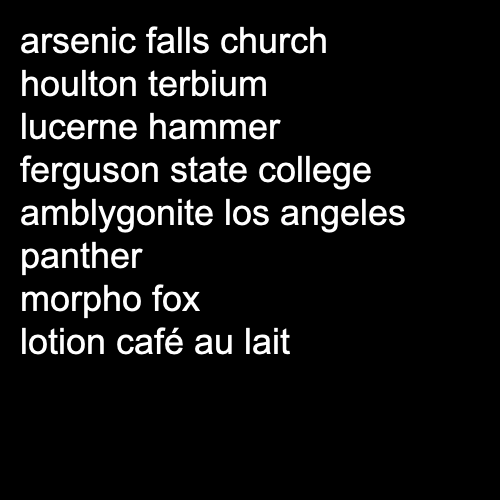 arsenic falls church
houlton terbium
lucerne hammer
ferguson state college
amblygonite los angeles
panther
morpho fox
lotion café au lait